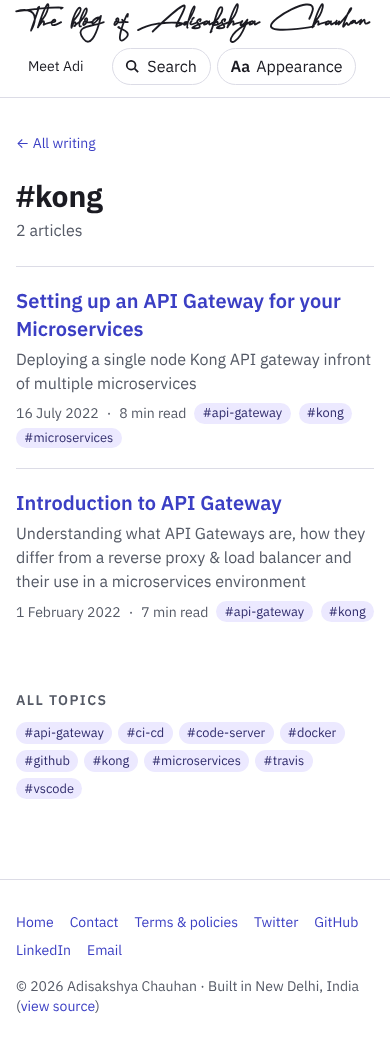 The blog of Adisakshya Chauhan
Meet Adi
Search
Aa Appearance
← All writing
#kong
2 articles
Setting up an API Gateway for your
Microservices
Deploying a single node Kong API gateway infront
of multiple microservices
16 July 2022 · 8 min read #api-gateway #kong
#microservices
Introduction to API Gateway
Understanding what API Gateways are, how they
differ from a reverse proxy & load balancer and
their use in a microservices environment
1 February 2022 · 7 min read #api-gateway #kong
ALL TOPICS
#api-gateway #ci-cd #code-server #docker
#github #kong #microservices #travis
#vscode
Home Contact Terms & policies Twitter GitHub
LinkedIn Email
© 2026 Adisakshya Chauhan · Built in New Delhi, India
(view source)